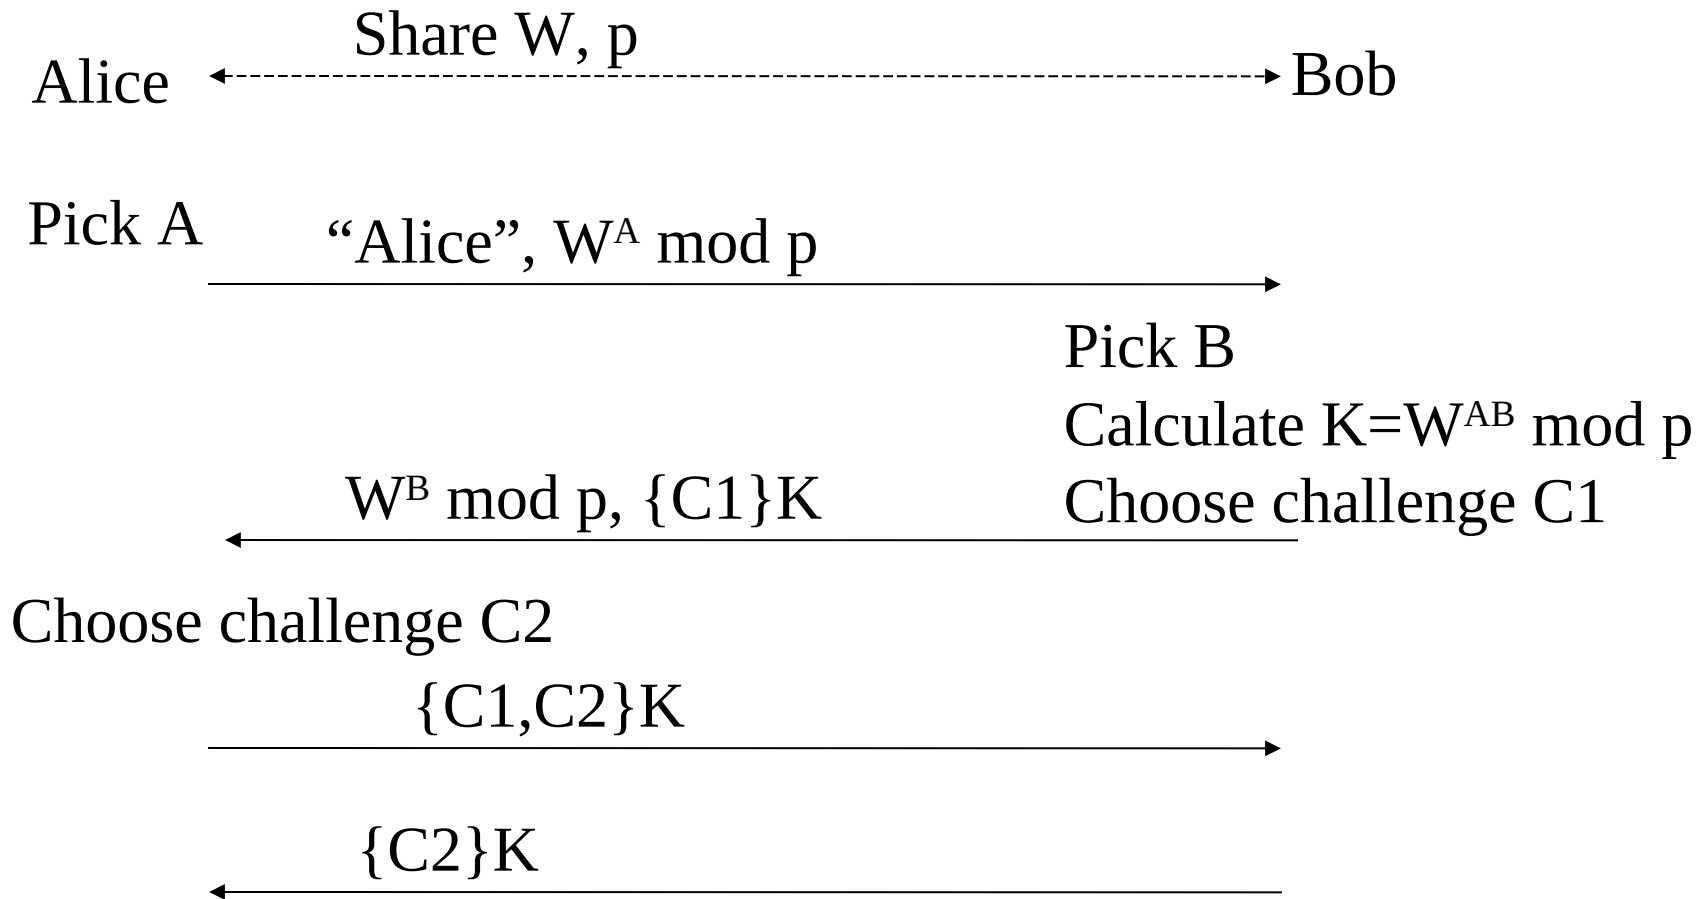 Share W, p
Alice
Bob
Pick A
“Alice”, Wᴬ mod p
Pick B
Calculate K=Wᴬᴮ mod p
Wᴮ mod p, {C1}K
Choose challenge C1
Choose challenge C2
{C1,C2}K
{C2}K